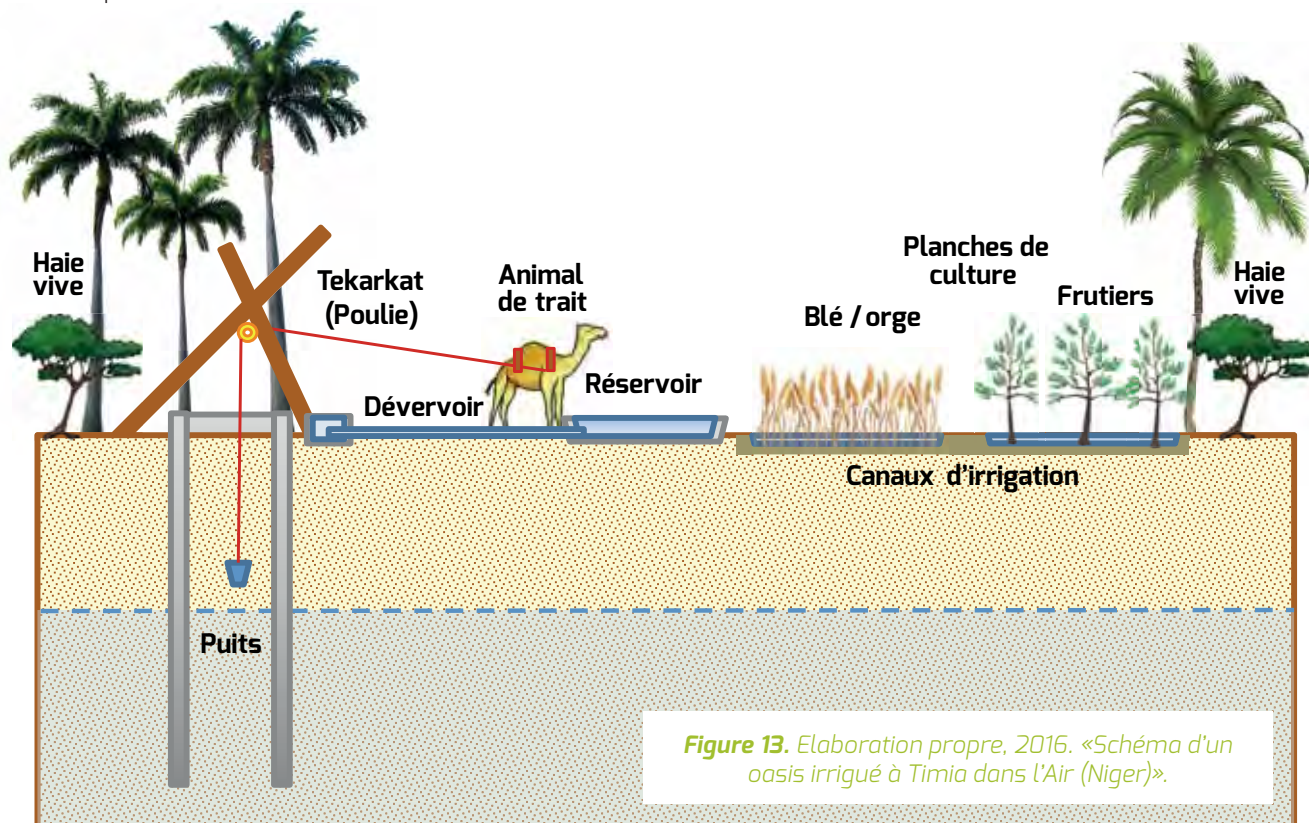 Haie
vive
Tekarkat
(Poulie)
Animal
de trait
Dévervoir
Réservoir
Blé / orge
Planches de
culture
Frutiers
Haie
vive
Canaux d'irrigation
Puits
Figure 13. Elaboration propre, 2016. «Schéma d'un
oasis irrigué à Timia dans l'Air (Niger)».